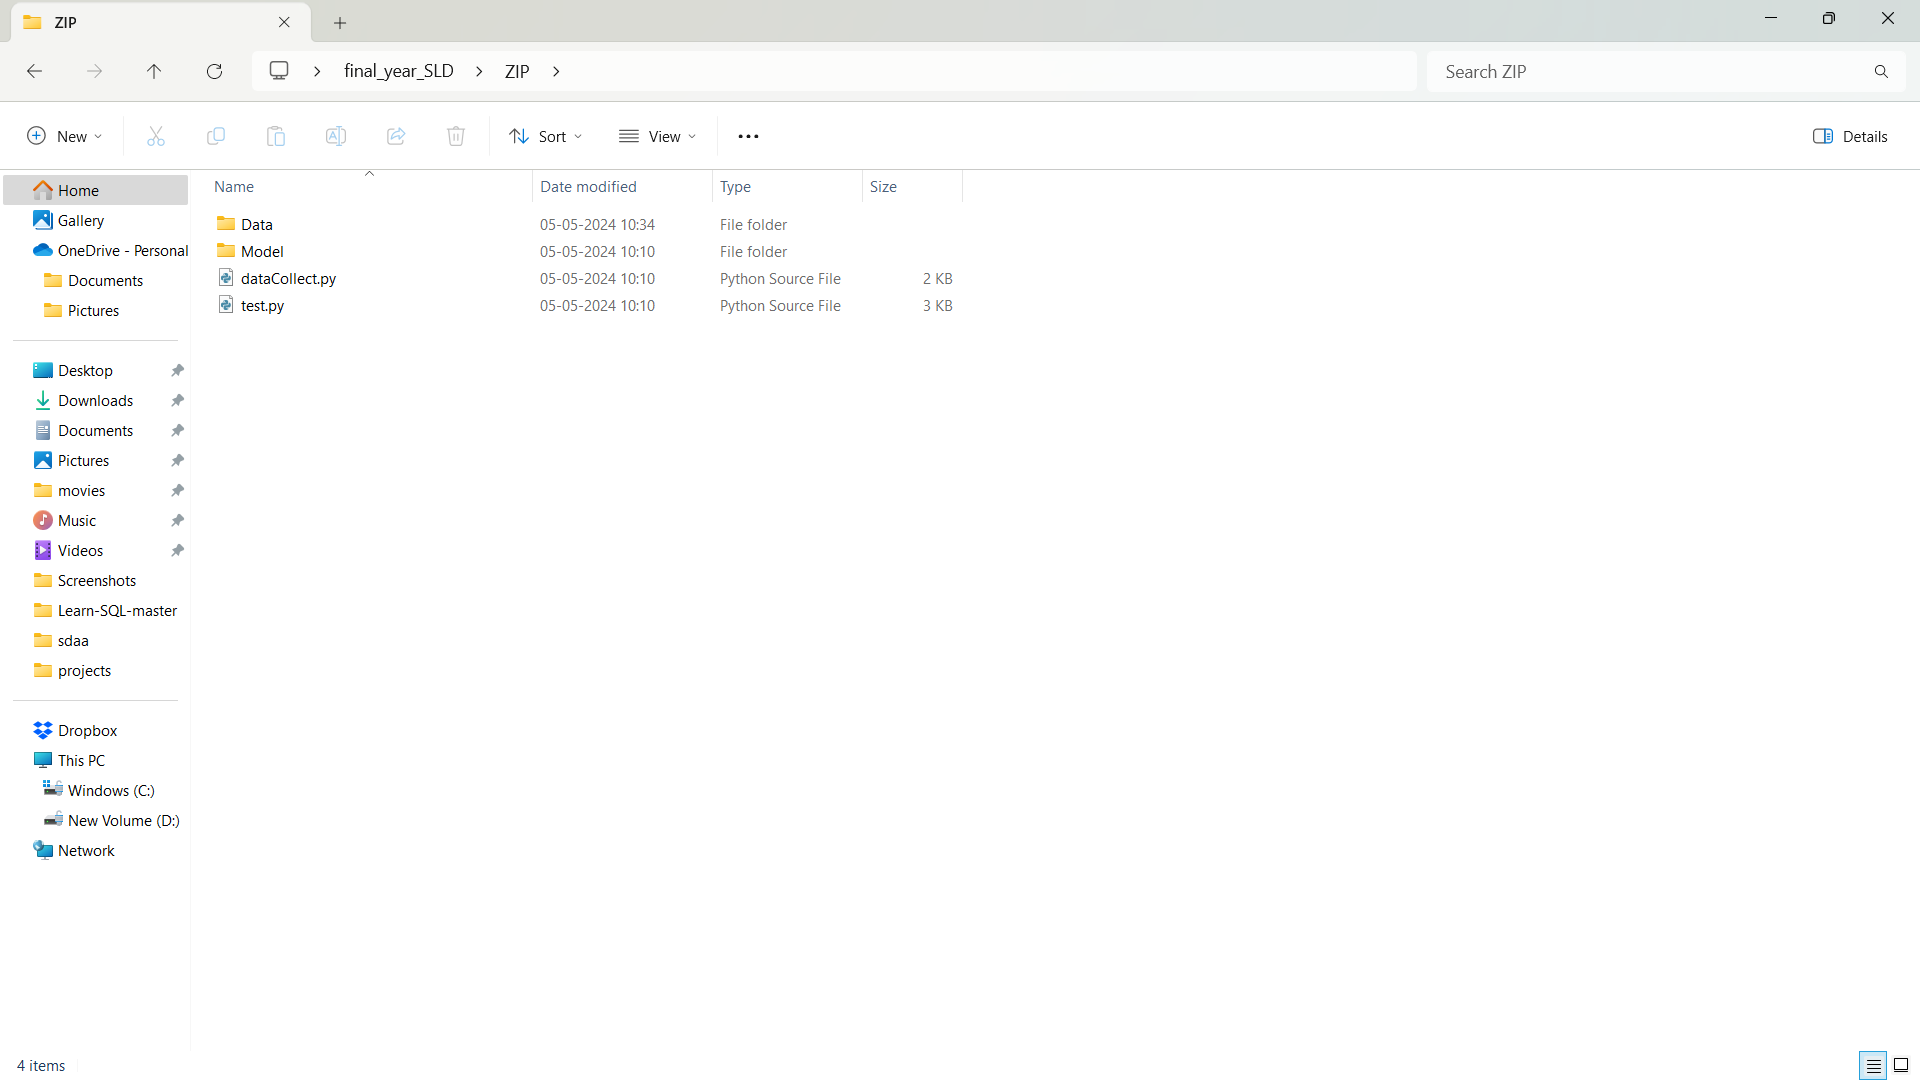 ZIP
final_year_SLD
ZIP
Search ZIP
New
Sort
View
Details
Home
Gallery
OneDrive - Personal
Documents
Pictures
Desktop
Downloads
Documents
Pictures
movies
Music
Videos
Screenshots
Learn-SQL-master
sdaa
projects
Dropbox
This PC
Windows (C:)
New Volume (D:)
Network
Name Date modified Type Size
Data 05-05-2024 10:34 File folder
Model 05-05-2024 10:10 File folder
dataCollect.py 05-05-2024 10:10 Python Source File 2 KB
test.py 05-05-2024 10:10 Python Source File 3 KB
4 items